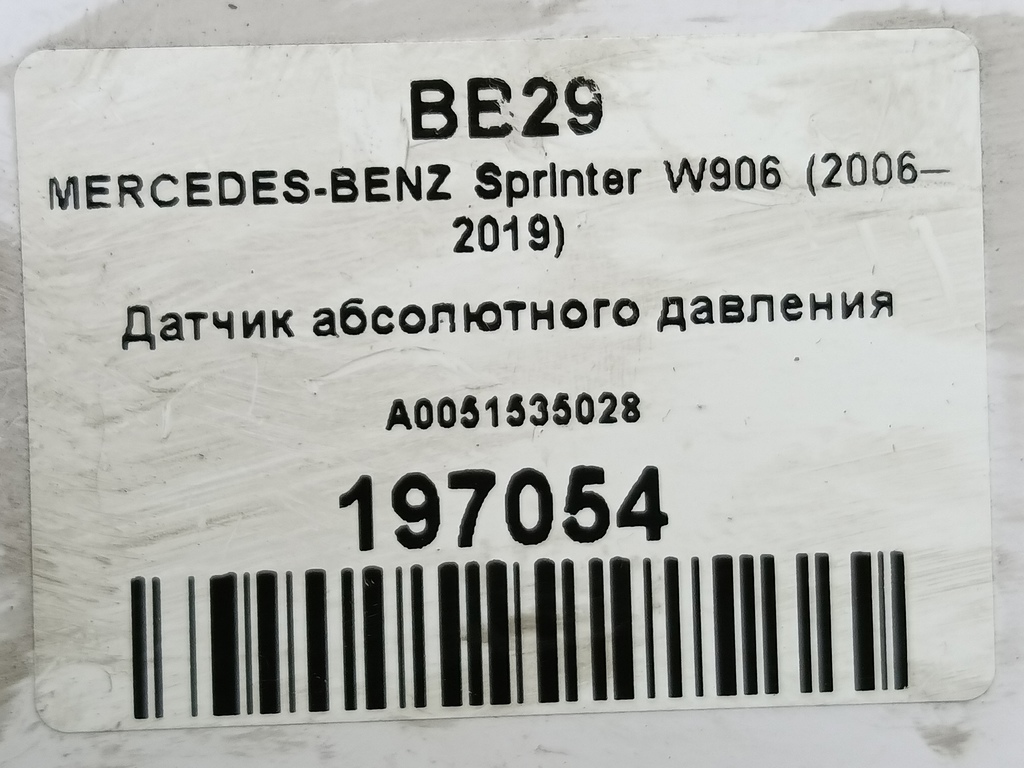 BE29
MERCEDES-BENZ Sprinter W906 (2006–
2019)
Датчик абсолютного давления
A0051535028
197054